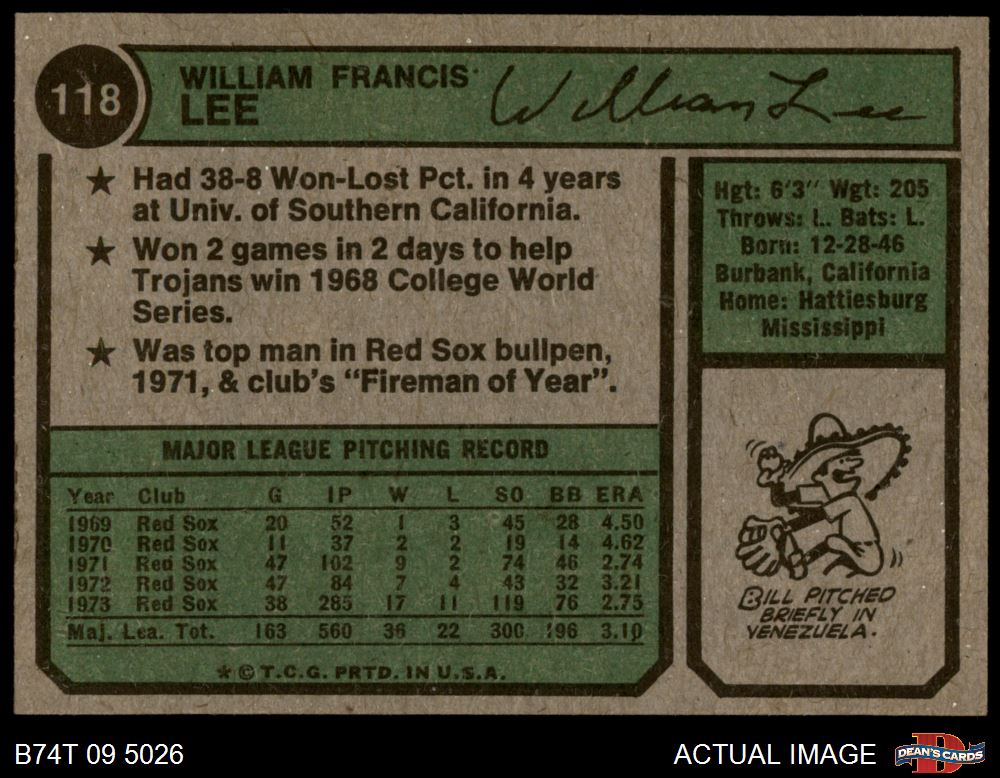 118
WILLIAM FRANCIS
LEE
William Lee
★ Had 38-8 Won-Lost Pct. in 4 years
at Univ. of Southern California.
★ Won 2 games in 2 days to help
Trojans win 1968 College World
Series.
★ Was top man in Red Sox bullpen,
1971, & club's "Fireman of Year".
Hgt: 6'3" Wgt: 205
Throws: L. Bats: L.
Born: 12-28-46
Burbank, California
Home: Hattiesburg
Mississippi
MAJOR LEAGUE PITCHING RECORD
Year Club G IP W L SO BB ERA
1969 Red Sox 20 52 1 3 45 28 4.50
1970 Red Sox 11 37 2 2 19 14 4.62
1971 Red Sox 47 102 9 2 74 46 2.74
1972 Red Sox 47 84 7 4 43 32 3.21
1973 Red Sox 38 285 17 11 119 76 2.75
Maj. Lea. Tot. 163 560 36 22 300 196 3.10
★ © T.C.G. PRTD. IN U.S.A.
BILL PITCHED
BRIEFLY IN
VENEZUELA.
B74T 09 5026
ACTUAL IMAGE
D
DEAN'S CARDS